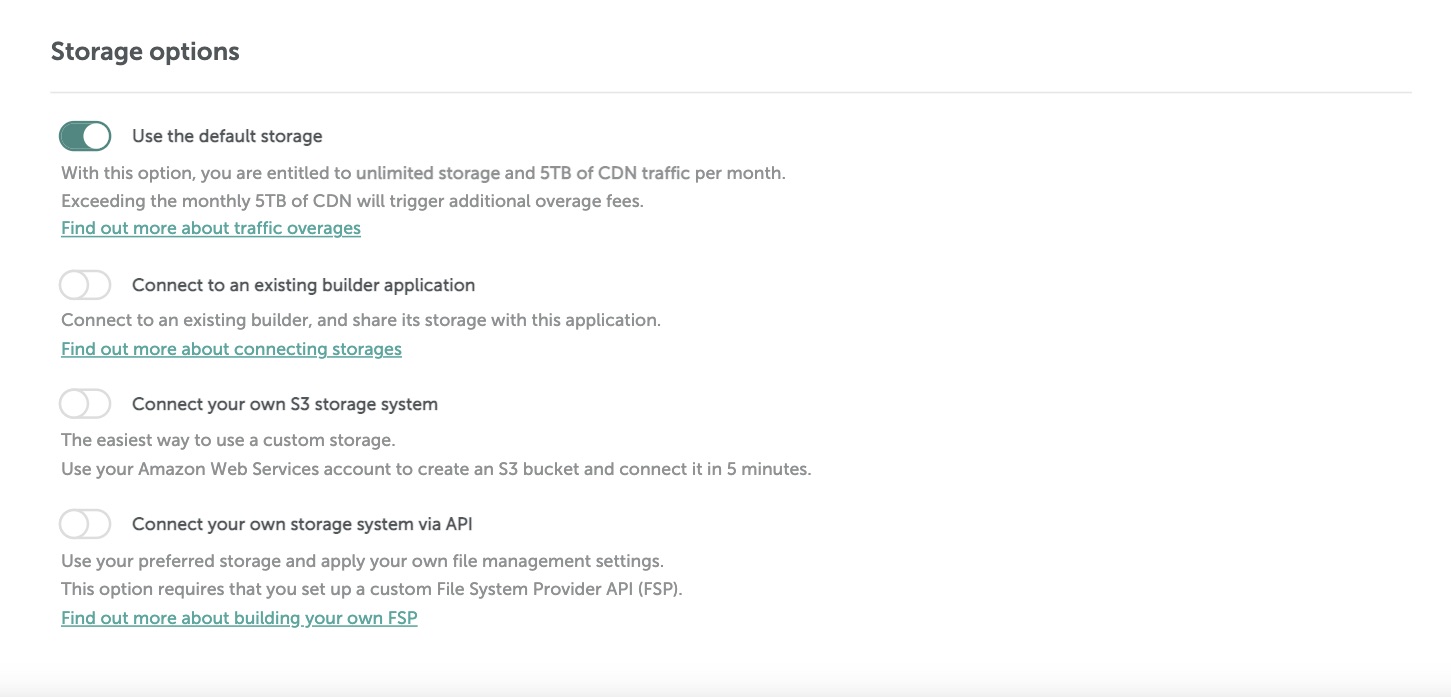 Storage options
Use the default storage
With this option, you are entitled to unlimited storage and 5TB of CDN traffic per month.
Exceeding the monthly 5TB of CDN will trigger additional overage fees.
Find out more about traffic overages
Connect to an existing builder application
Connect to an existing builder, and share its storage with this application.
Find out more about connecting storages
Connect your own S3 storage system
The easiest way to use a custom storage.
Use your Amazon Web Services account to create an S3 bucket and connect it in 5 minutes.
Connect your own storage system via API
Use your preferred storage and apply your own file management settings.
This option requires that you set up a custom File System Provider API (FSP).
Find out more about building your own FSP